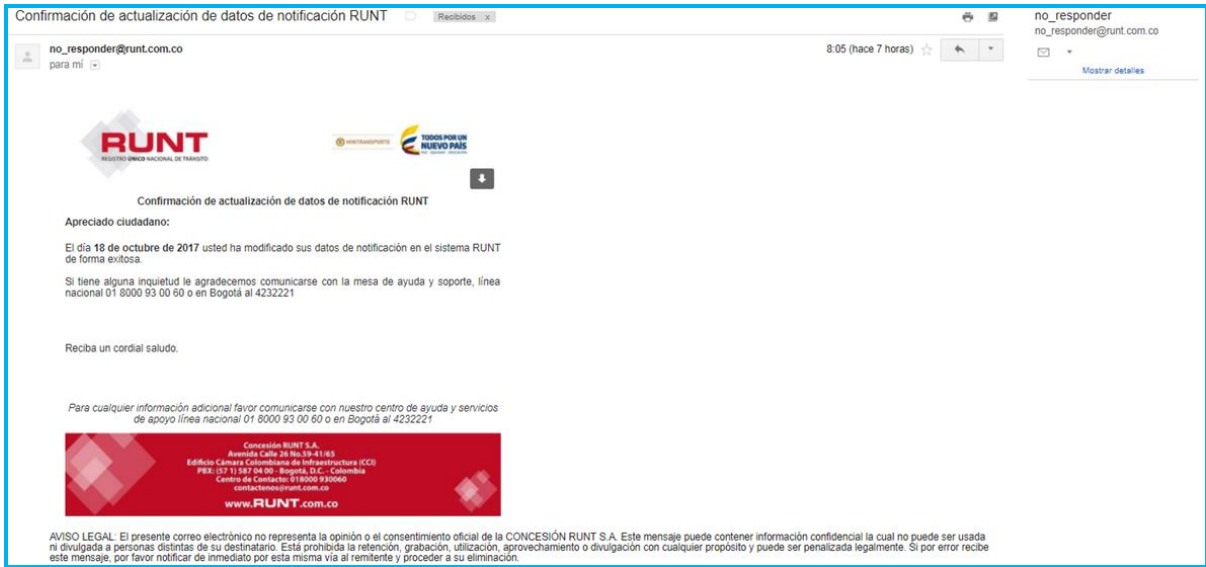 Confirmación de actualización de datos de notificación RUNT
Recibidos x
no_responder@runt.com.co
para mí
8:05 (hace 7 horas)
no_responder
no_responder@runt.com.co
Mostrar detalles
RUNT
REGISTRO ÚNICO NACIONAL DE TRÁNSITO
MINTRANSPORTE
TODOS POR UN
NUEVO PAÍS
PAZ EQUIDAD EDUCACIÓN
Confirmación de actualización de datos de notificación RUNT
Apreciado ciudadano:
El día 18 de octubre de 2017 usted ha modificado sus datos de notificación en el sistema RUNT
de forma exitosa.
Si tiene alguna inquietud le agradecemos comunicarse con la mesa de ayuda y soporte, línea
nacional 01 8000 93 00 60 o en Bogotá al 4232221
Reciba un cordial saludo.
Para cualquier información adicional favor comunicarse con nuestro centro de ayuda y servicios
de apoyo línea nacional 01 8000 93 00 60 o en Bogotá al 4232221
Concesión RUNT S.A.
Avenida Calle 26 No.59-41/65
Edificio Cámara Colombiana de Infraestructura (CCI)
PBX: (57 1) 587 04 00 - Bogotá, D.C. - Colombia
Centro de Contacto: 018000 930060
contactenos@runt.com.co
www.RUNT.com.co
AVISO LEGAL: El presente correo electrónico no representa la opinión o el consentimiento oficial de la CONCESIÓN RUNT S.A. Este mensaje puede contener información confidencial la cual no puede ser usada
ni divulgada a personas distintas de su destinatario. Está prohibida la retención, grabación, utilización, aprovechamiento o divulgación con cualquier propósito y puede ser penalizada legalmente. Si por error recibe
este mensaje, por favor notificar de inmediato por esta misma vía al remitente y proceder a su eliminación.